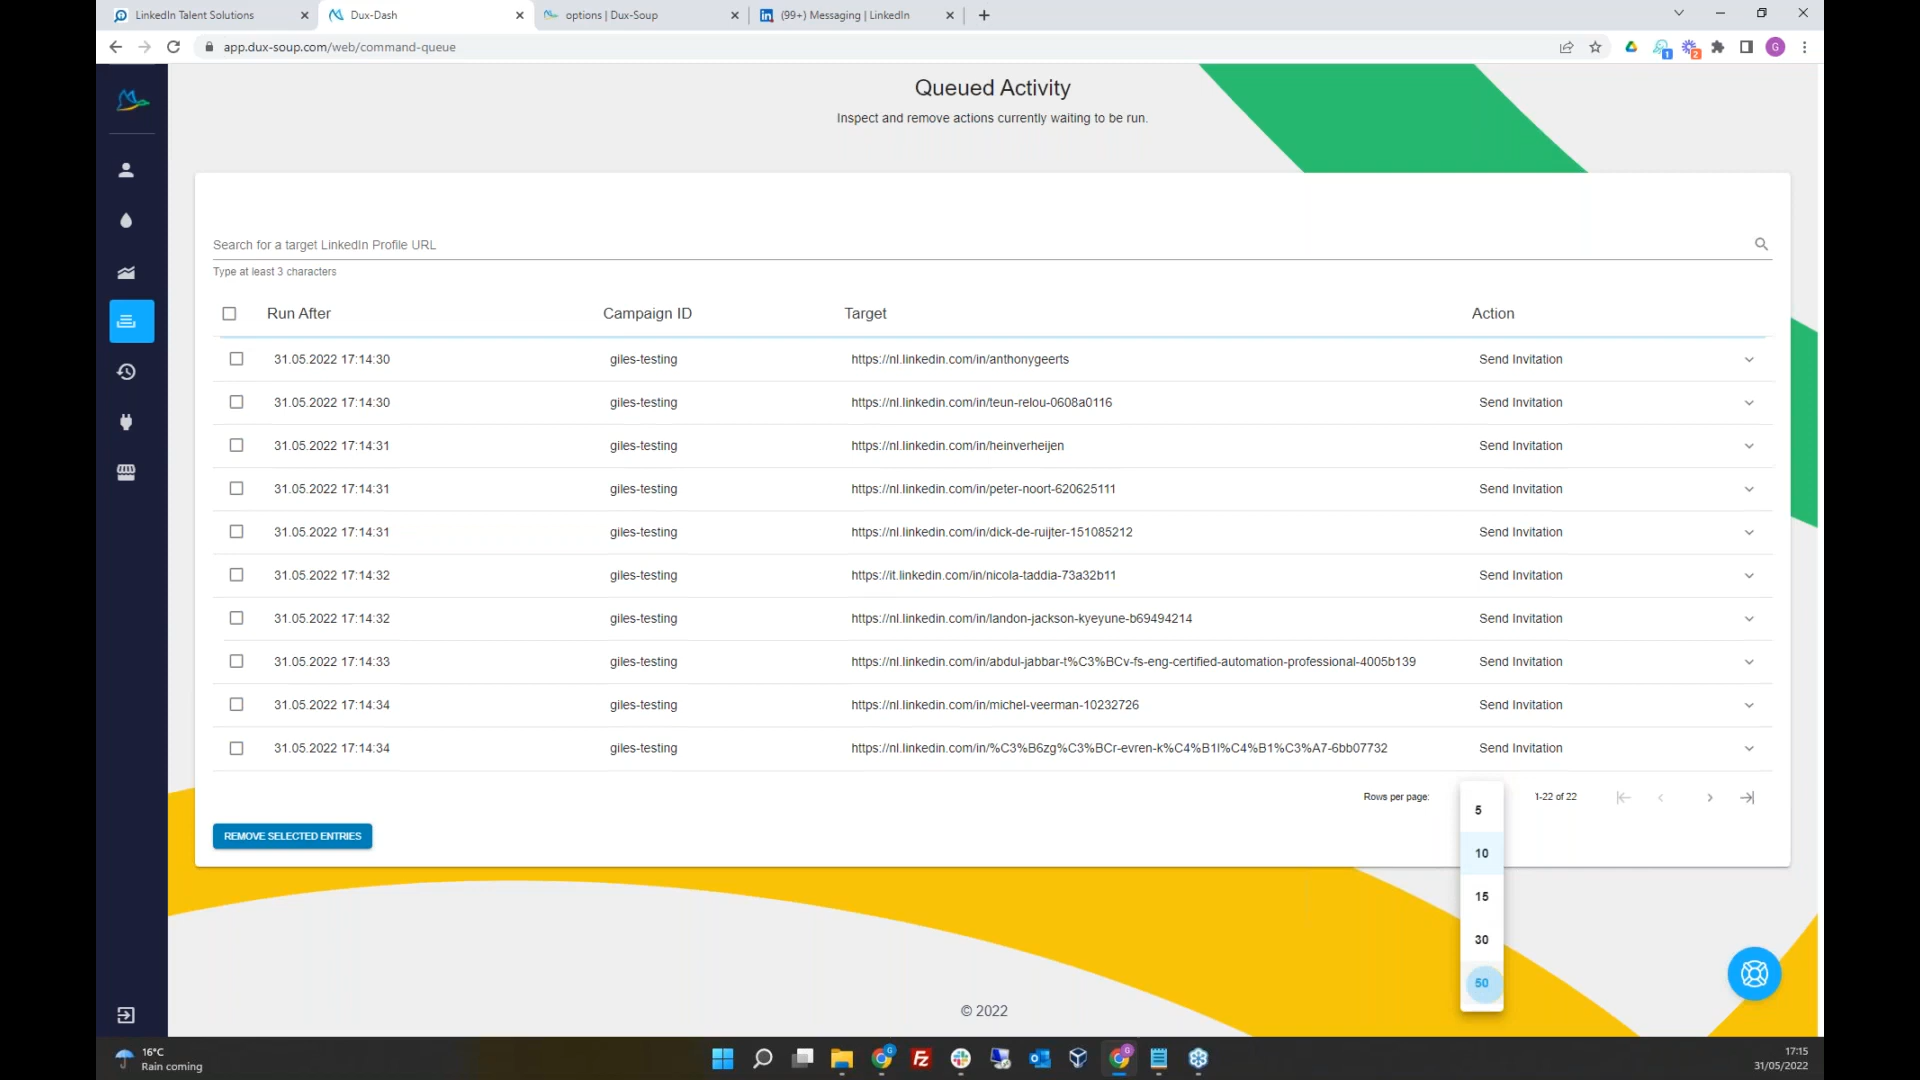 LinkedIn Talent Solutions
Dux-Dash
options | Dux-Soup
(99+) Messaging | LinkedIn
app.dux-soup.com/web/command-queue
1
2
G
Queued Activity
Inspect and remove actions currently waiting to be run.
Search for a target LinkedIn Profile URL
Type at least 3 characters
Run After Campaign ID Target Action
31.05.2022 17:14:30 giles-testing https://nl.linkedin.com/in/anthonygeerts Send Invitation
31.05.2022 17:14:30 giles-testing https://nl.linkedin.com/in/teun-relou-0608a0116 Send Invitation
31.05.2022 17:14:31 giles-testing https://nl.linkedin.com/in/heinverheijen Send Invitation
31.05.2022 17:14:31 giles-testing https://nl.linkedin.com/in/peter-noort-620625111 Send Invitation
31.05.2022 17:14:31 giles-testing https://nl.linkedin.com/in/dick-de-ruijter-151085212 Send Invitation
31.05.2022 17:14:32 giles-testing https://it.linkedin.com/in/nicola-taddia-73a32b11 Send Invitation
31.05.2022 17:14:32 giles-testing https://nl.linkedin.com/in/landon-jackson-kyeyune-b69494214 Send Invitation
31.05.2022 17:14:33 giles-testing https://nl.linkedin.com/in/abdul-jabbar-t%C3%BCv-fs-eng-certified-automation-professional-4005b139 Send Invitation
31.05.2022 17:14:34 giles-testing https://nl.linkedin.com/in/michel-veerman-10232726 Send Invitation
31.05.2022 17:14:34 giles-testing https://nl.linkedin.com/in/%C3%B6zg%C3%BCr-evren-k%C4%B1l%C4%B1%C3%A7-6bb07732 Send Invitation
Rows per page: 1-22 of 22
5
10
15
30
50
REMOVE SELECTED ENTRIES
© 2022
16°C
Rain coming
17:15
31/05/2022